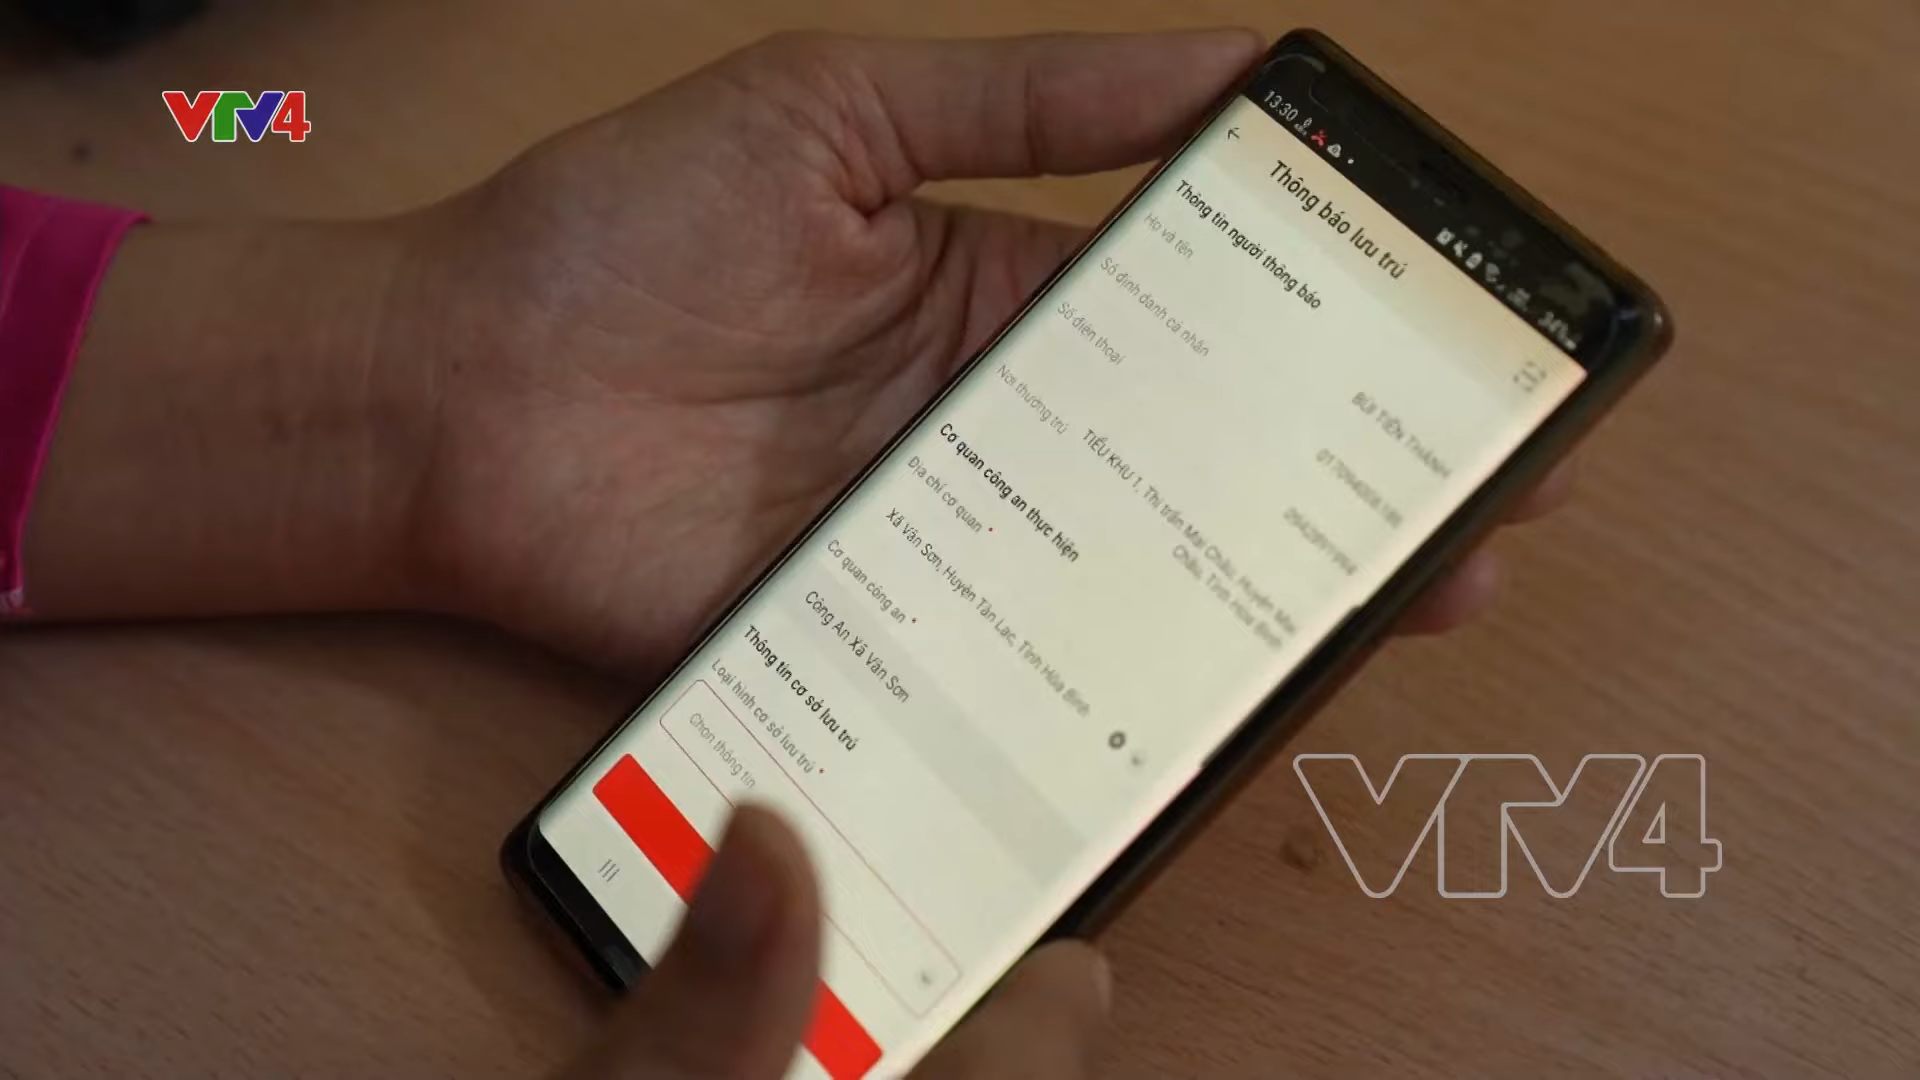 VTV4
13:30
Thông báo lưu trú
Thông tin người thông báo
Họ và tên
BÙI TIẾN THÀNH
Số định danh cá nhân
Số điện thoại
Nơi thường trú
TIỂU KHU 1, Thị trấn Mai Châu, Huyện Mai
Châu, Tỉnh Hòa Bình
Cơ quan công an thực hiện
Địa chỉ cơ quan *
Xã Vân Sơn, Huyện Tân Lạc, Tỉnh Hòa Bình
Cơ quan công an *
Công An Xã Vân Sơn
Thông tin cơ sở lưu trú
Loại hình cơ sở lưu trú *
Chọn thông tin
VTV4